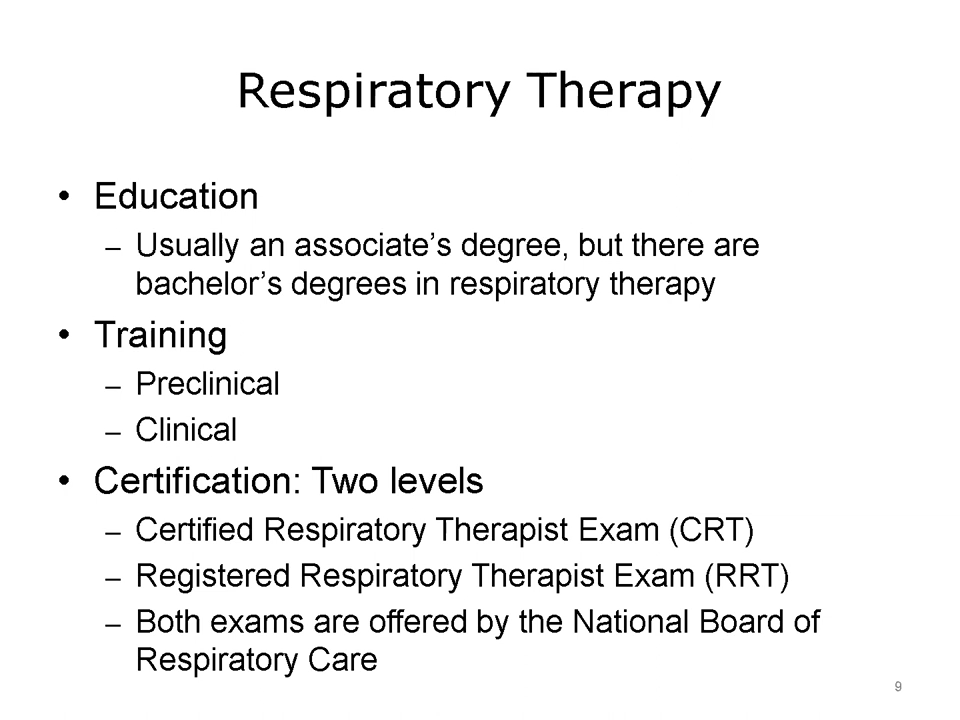 Respiratory Therapy
• Education
– Usually an associate’s degree, but there are
bachelor’s degrees in respiratory therapy
• Training
– Preclinical
– Clinical
• Certification: Two levels
– Certified Respiratory Therapist Exam (CRT)
– Registered Respiratory Therapist Exam (RRT)
– Both exams are offered by the National Board of
Respiratory Care
9